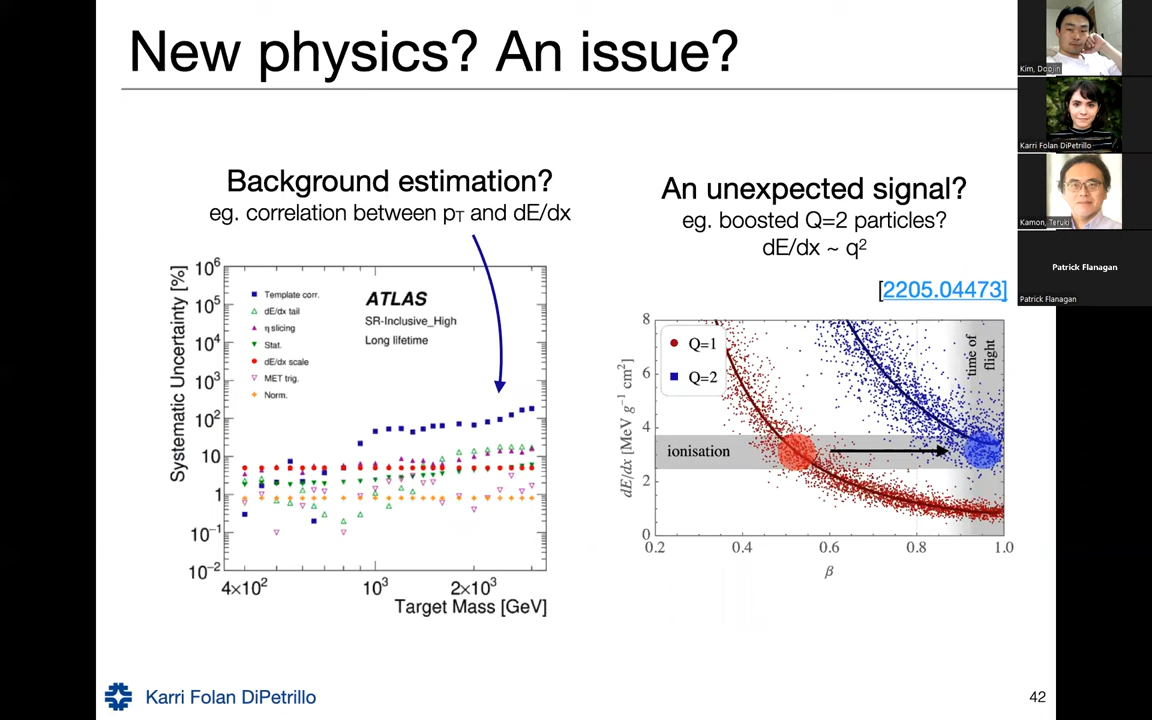 New physics? An issue?
Background estimation?
eg. correlation between pT and dE/dx
An unexpected signal?
eg. boosted Q=2 particles?
dE/dx ~ q²
[2205.04473]
Systematic Uncertainty [%]
10⁶
10⁵
10⁴
10³
10²
10
1
10⁻¹
10⁻²
Template corr.
dE/dx tail
η slicing
Stat.
dE/dx scale
MET trig.
Norm.
ATLAS
SR-Inclusive_High
Long lifetime
4×10²
10³
2×10³
Target Mass [GeV]
dE/dx [MeV g⁻¹ cm²]
8
6
4
2
0
Q=1
Q=2
ionisation
time of
flight
0.2
0.4
0.6
0.8
1.0
β
Karri Folan DiPetrillo
42
Kim, Doojin
Karri Folan DiPetrillo
Kamon, Teruki
Patrick Flanagan
Patrick Flanagan